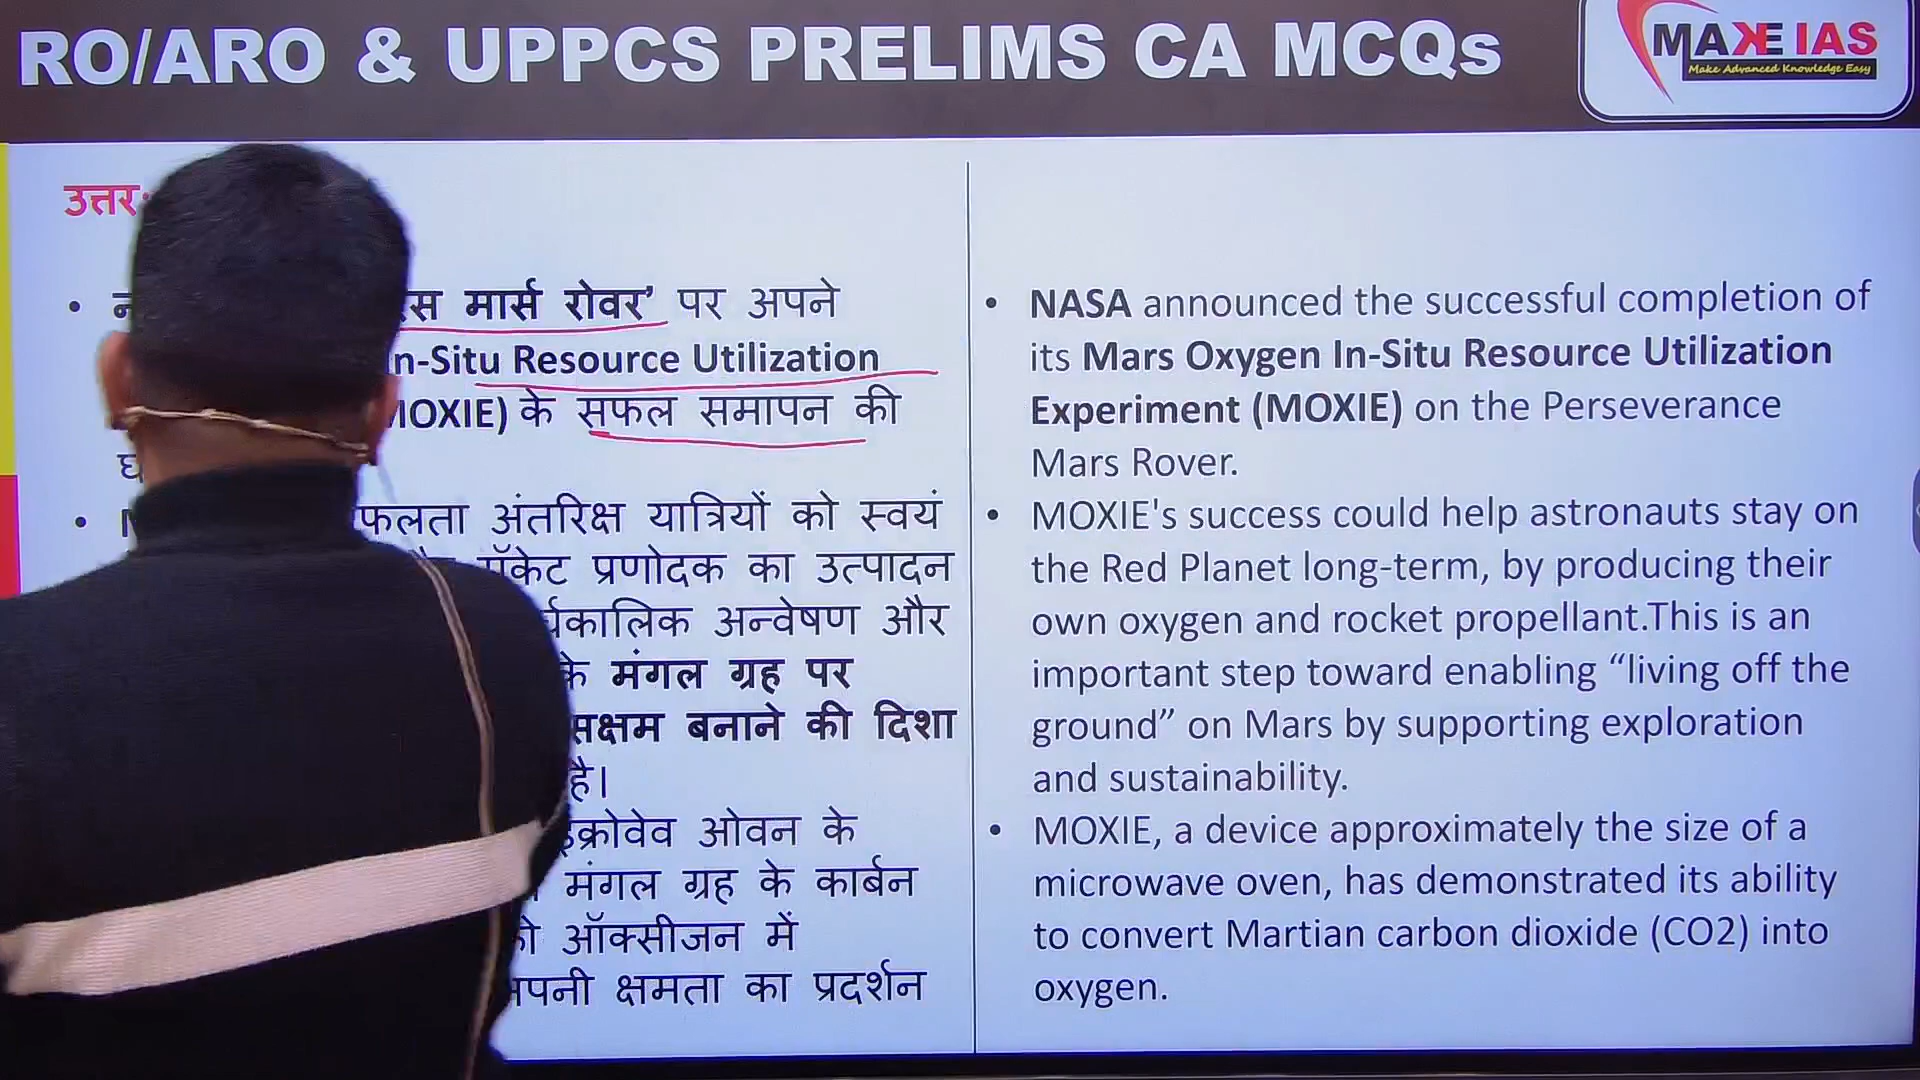 RO/ARO & UPPCS PRELIMS CA MCQs
MAKE IAS
Make Advanced Knowledge Easy
उत्तर:
• मार्स रोवर’ पर अपने
In-Situ Resource Utilization
(MOXIE) के सफल समापन की
• अंतरिक्ष यात्रियों को स्वयं
प्रणोदक का उत्पादन
अन्वेषण और
के मंगल ग्रह पर
सक्षम बनाने की दिशा
है।
ओवन के
मंगल ग्रह के कार्बन
ऑक्सीजन में
क्षमता का प्रदर्शन
• NASA announced the successful completion of
its Mars Oxygen In-Situ Resource Utilization
Experiment (MOXIE) on the Perseverance
Mars Rover.
• MOXIE's success could help astronauts stay on
the Red Planet long-term, by producing their
own oxygen and rocket propellant.This is an
important step toward enabling “living off the
ground” on Mars by supporting exploration
and sustainability.
• MOXIE, a device approximately the size of a
microwave oven, has demonstrated its ability
to convert Martian carbon dioxide (CO2) into
oxygen.